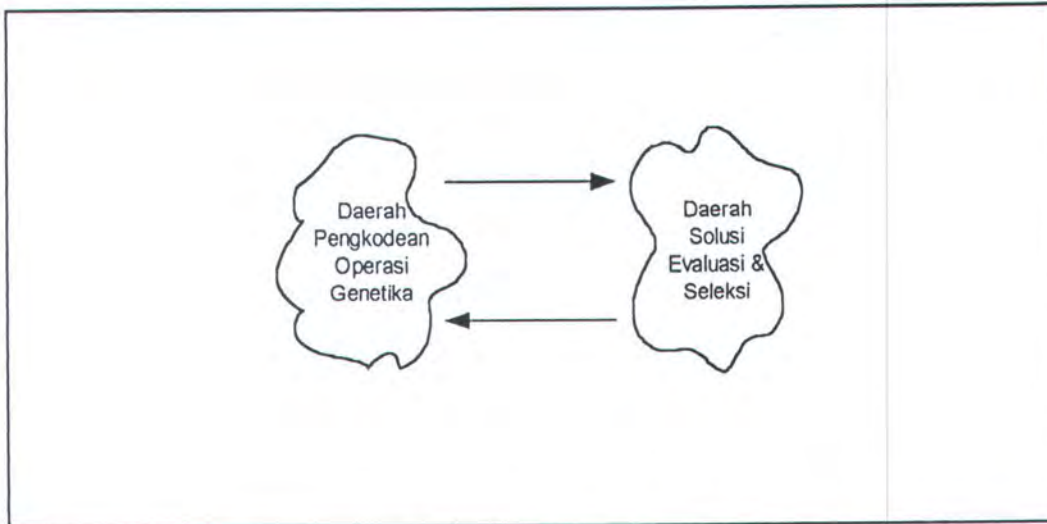 Daerah
Pengkodean
Operasi
Genetika
Daerah
Solusi
Evaluasi &
Seleksi